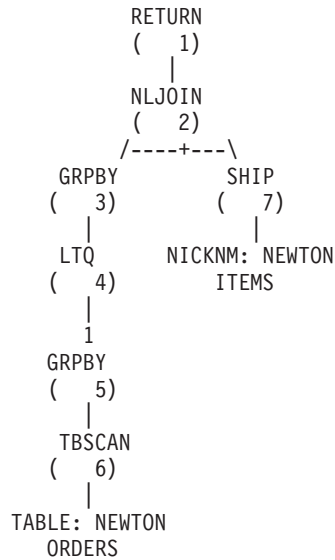 RETURN
( 1)
|
NLJOIN
( 2)
/----+---\
GRPBY SHIP
( 3) ( 7)
| |
LTQ NICKNM: NEWTON
( 4) ITEMS
|
1
GRPBY
( 5)
|
TBSCAN
( 6)
|
TABLE: NEWTON
ORDERS